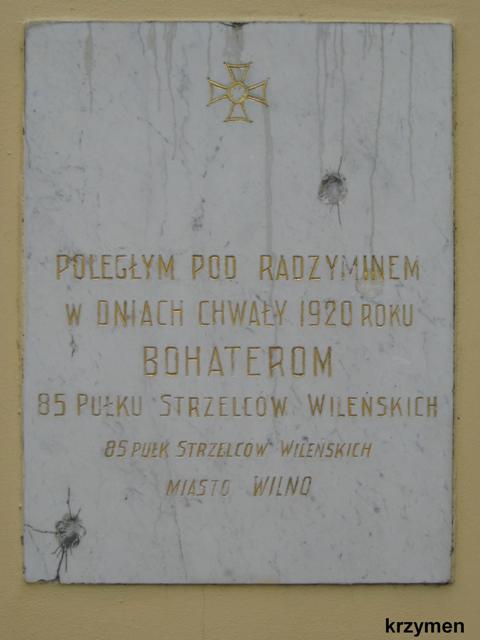 POLEGŁYM POD RADZYMINEM
W DNIACH CHWAŁY 1920 ROKU
BOHATEROM
85 PUŁKU STRZELCÓW WILEŃSKICH
85 PUŁK STRZELCÓW WILEŃSKICH
MIASTO WILNO
krzymen